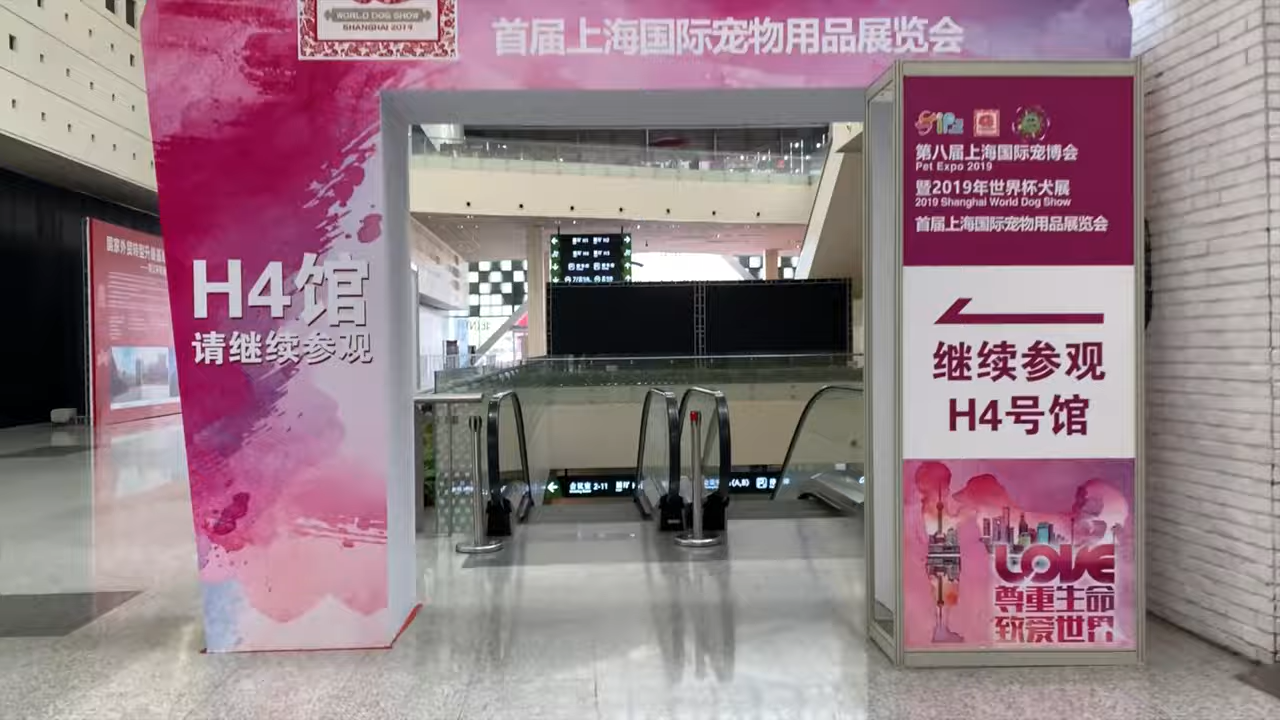 WORLD DOG SHOW
首届上海国际宠物用品展览会
H4馆
请继续参观
第八届上海国际宠博会
Pet Expo 2019
暨2019年世界杯犬展
2019 Shanghai World Dog Show
首届上海国际宠物用品展览会
继续参观
H4号馆
LOVE
尊重生命
致爱世界
2-11